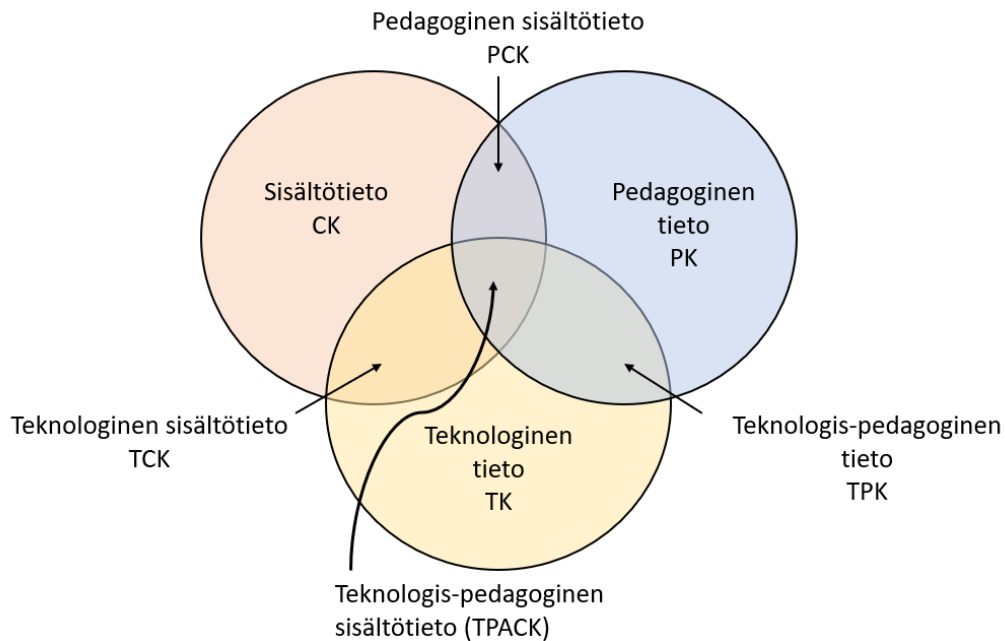 Pedagoginen sisältötieto
PCK
Sisältötieto
CK
Pedagoginen
tieto
PK
Teknologinen sisältötieto
TCK
Teknologinen
tieto
TK
Teknologis-pedagoginen
tieto
TPK
Teknologis-pedagoginen
sisältötieto (TPACK)